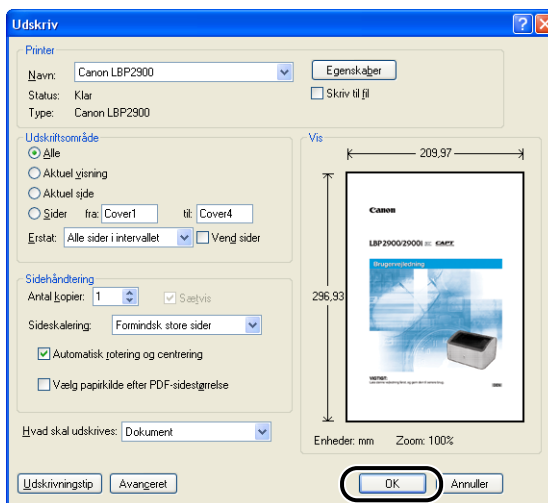 Udskriv
Printer
Navn: Canon LBP2900 Egenskaber
Status: Klar Skriv til fil
Type: Canon LBP2900
Udskriftsområde
Alle
Aktuel visning
Aktuel side
Sider fra: Cover1 til: Cover4
Erstat: Alle sider i intervallet Vend sider
Sidehåndtering
Antal kopier: 1 Sætvis
Sideskalering: Formindsk store sider
Automatisk rotering og centrering
Vælg papirkilde efter PDF-sidestørrelse
Hvad skal udskrives: Dokument
Vis
209,97
296,93
Canon
LBP2900/2900i CAPT
Brugervejledning
Enheder: mm Zoom: 100%
Udskrivningstip Avanceret OK Annuller